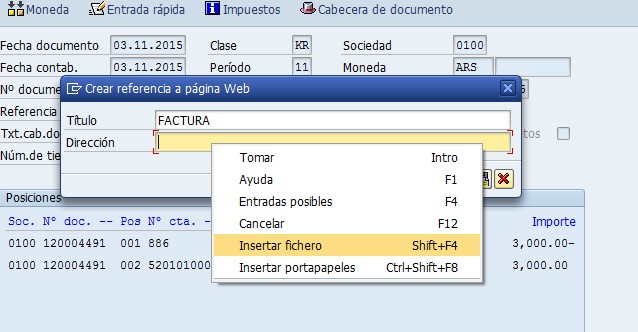 Moneda Entrada rápida Impuestos Cabecera de documento
Fecha documento 03.11.2015 Clase KR Sociedad 0100
Fecha contab. 03.11.2015 Período 11 Moneda ARS
Nº docume
Crear referencia a página Web
Referencia
Título FACTURA
Txt.cab.do
Dirección
Núm.de tie
Tomar Intro
Ayuda F1
Entradas posibles F4
Cancelar F12
Insertar fichero Shift+F4
Insertar portapapeles Ctrl+Shift+F8
Posiciones
Soc. Nº doc. -- Pos Nº cta. -- Importe
0100 120004491 001 886 3,000.00-
0100 120004491 002 520101000 3,000.00